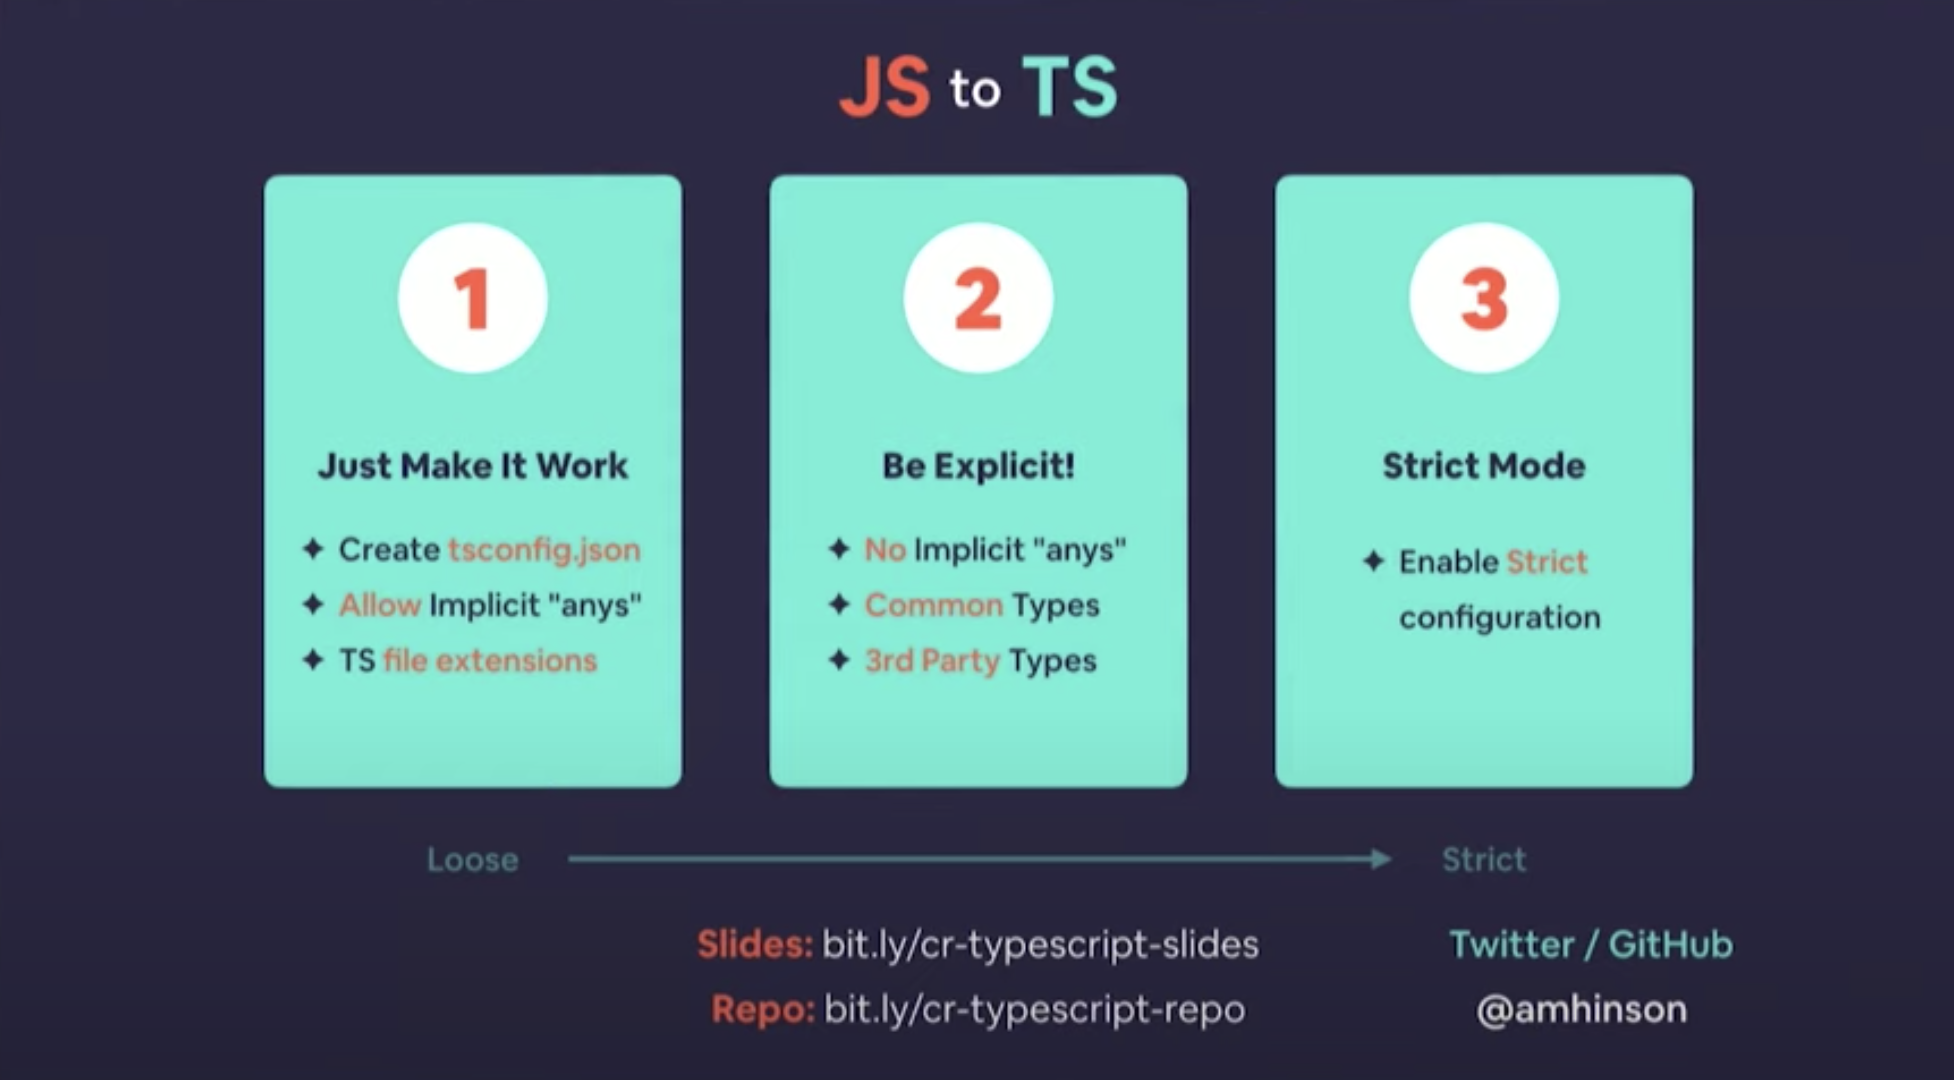 JS to TS
1
Just Make It Work
✦ Create tsconfig.json
✦ Allow Implicit "anys"
✦ TS file extensions
2
Be Explicit!
✦ No Implicit "anys"
✦ Common Types
✦ 3rd Party Types
3
Strict Mode
✦ Enable Strict
configuration
Loose
Strict
Slides: bit.ly/cr-typescript-slides
Repo: bit.ly/cr-typescript-repo
Twitter / GitHub
@amhinson